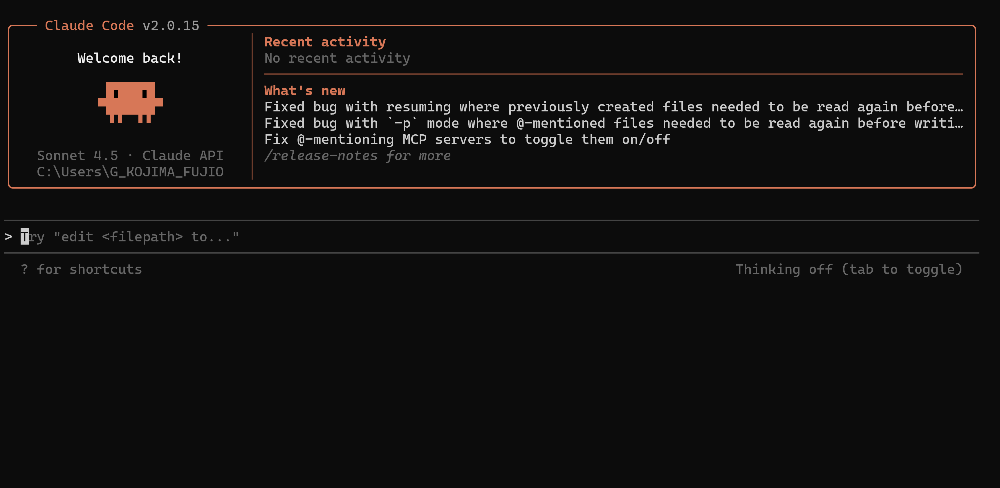 Claude Code v2.0.15
Welcome back!
Sonnet 4.5 · Claude API
C:\Users\G_KOJIMA_FUJIO
Recent activity
No recent activity
What's new
Fixed bug with resuming where previously created files needed to be read again before…
Fixed bug with `-p` mode where @-mentioned files needed to be read again before writi…
Fix @-mentioning MCP servers to toggle them on/off
/release-notes for more
> Try "edit <filepath> to..."
? for shortcuts
Thinking off (tab to toggle)